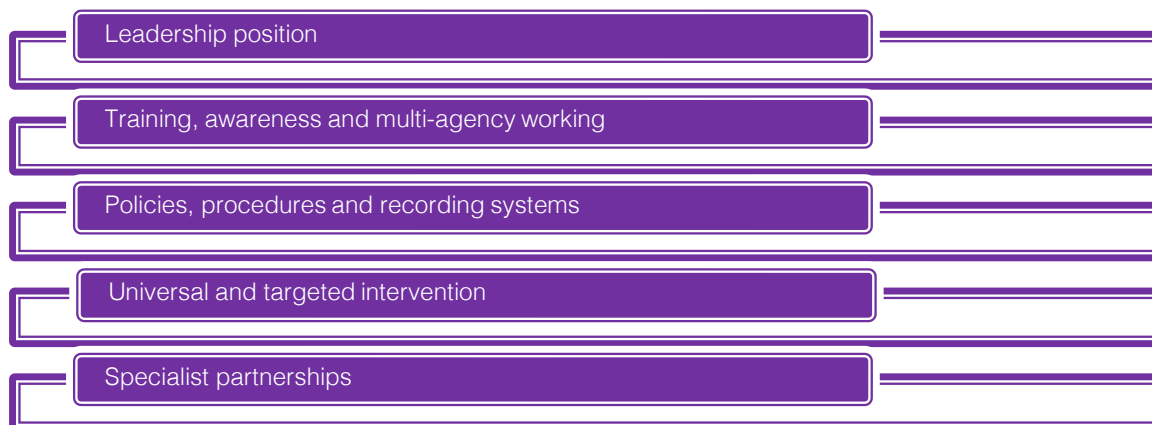 Leadership position
Training, awareness and multi-agency working
Policies, procedures and recording systems
Universal and targeted intervention
Specialist partnerships